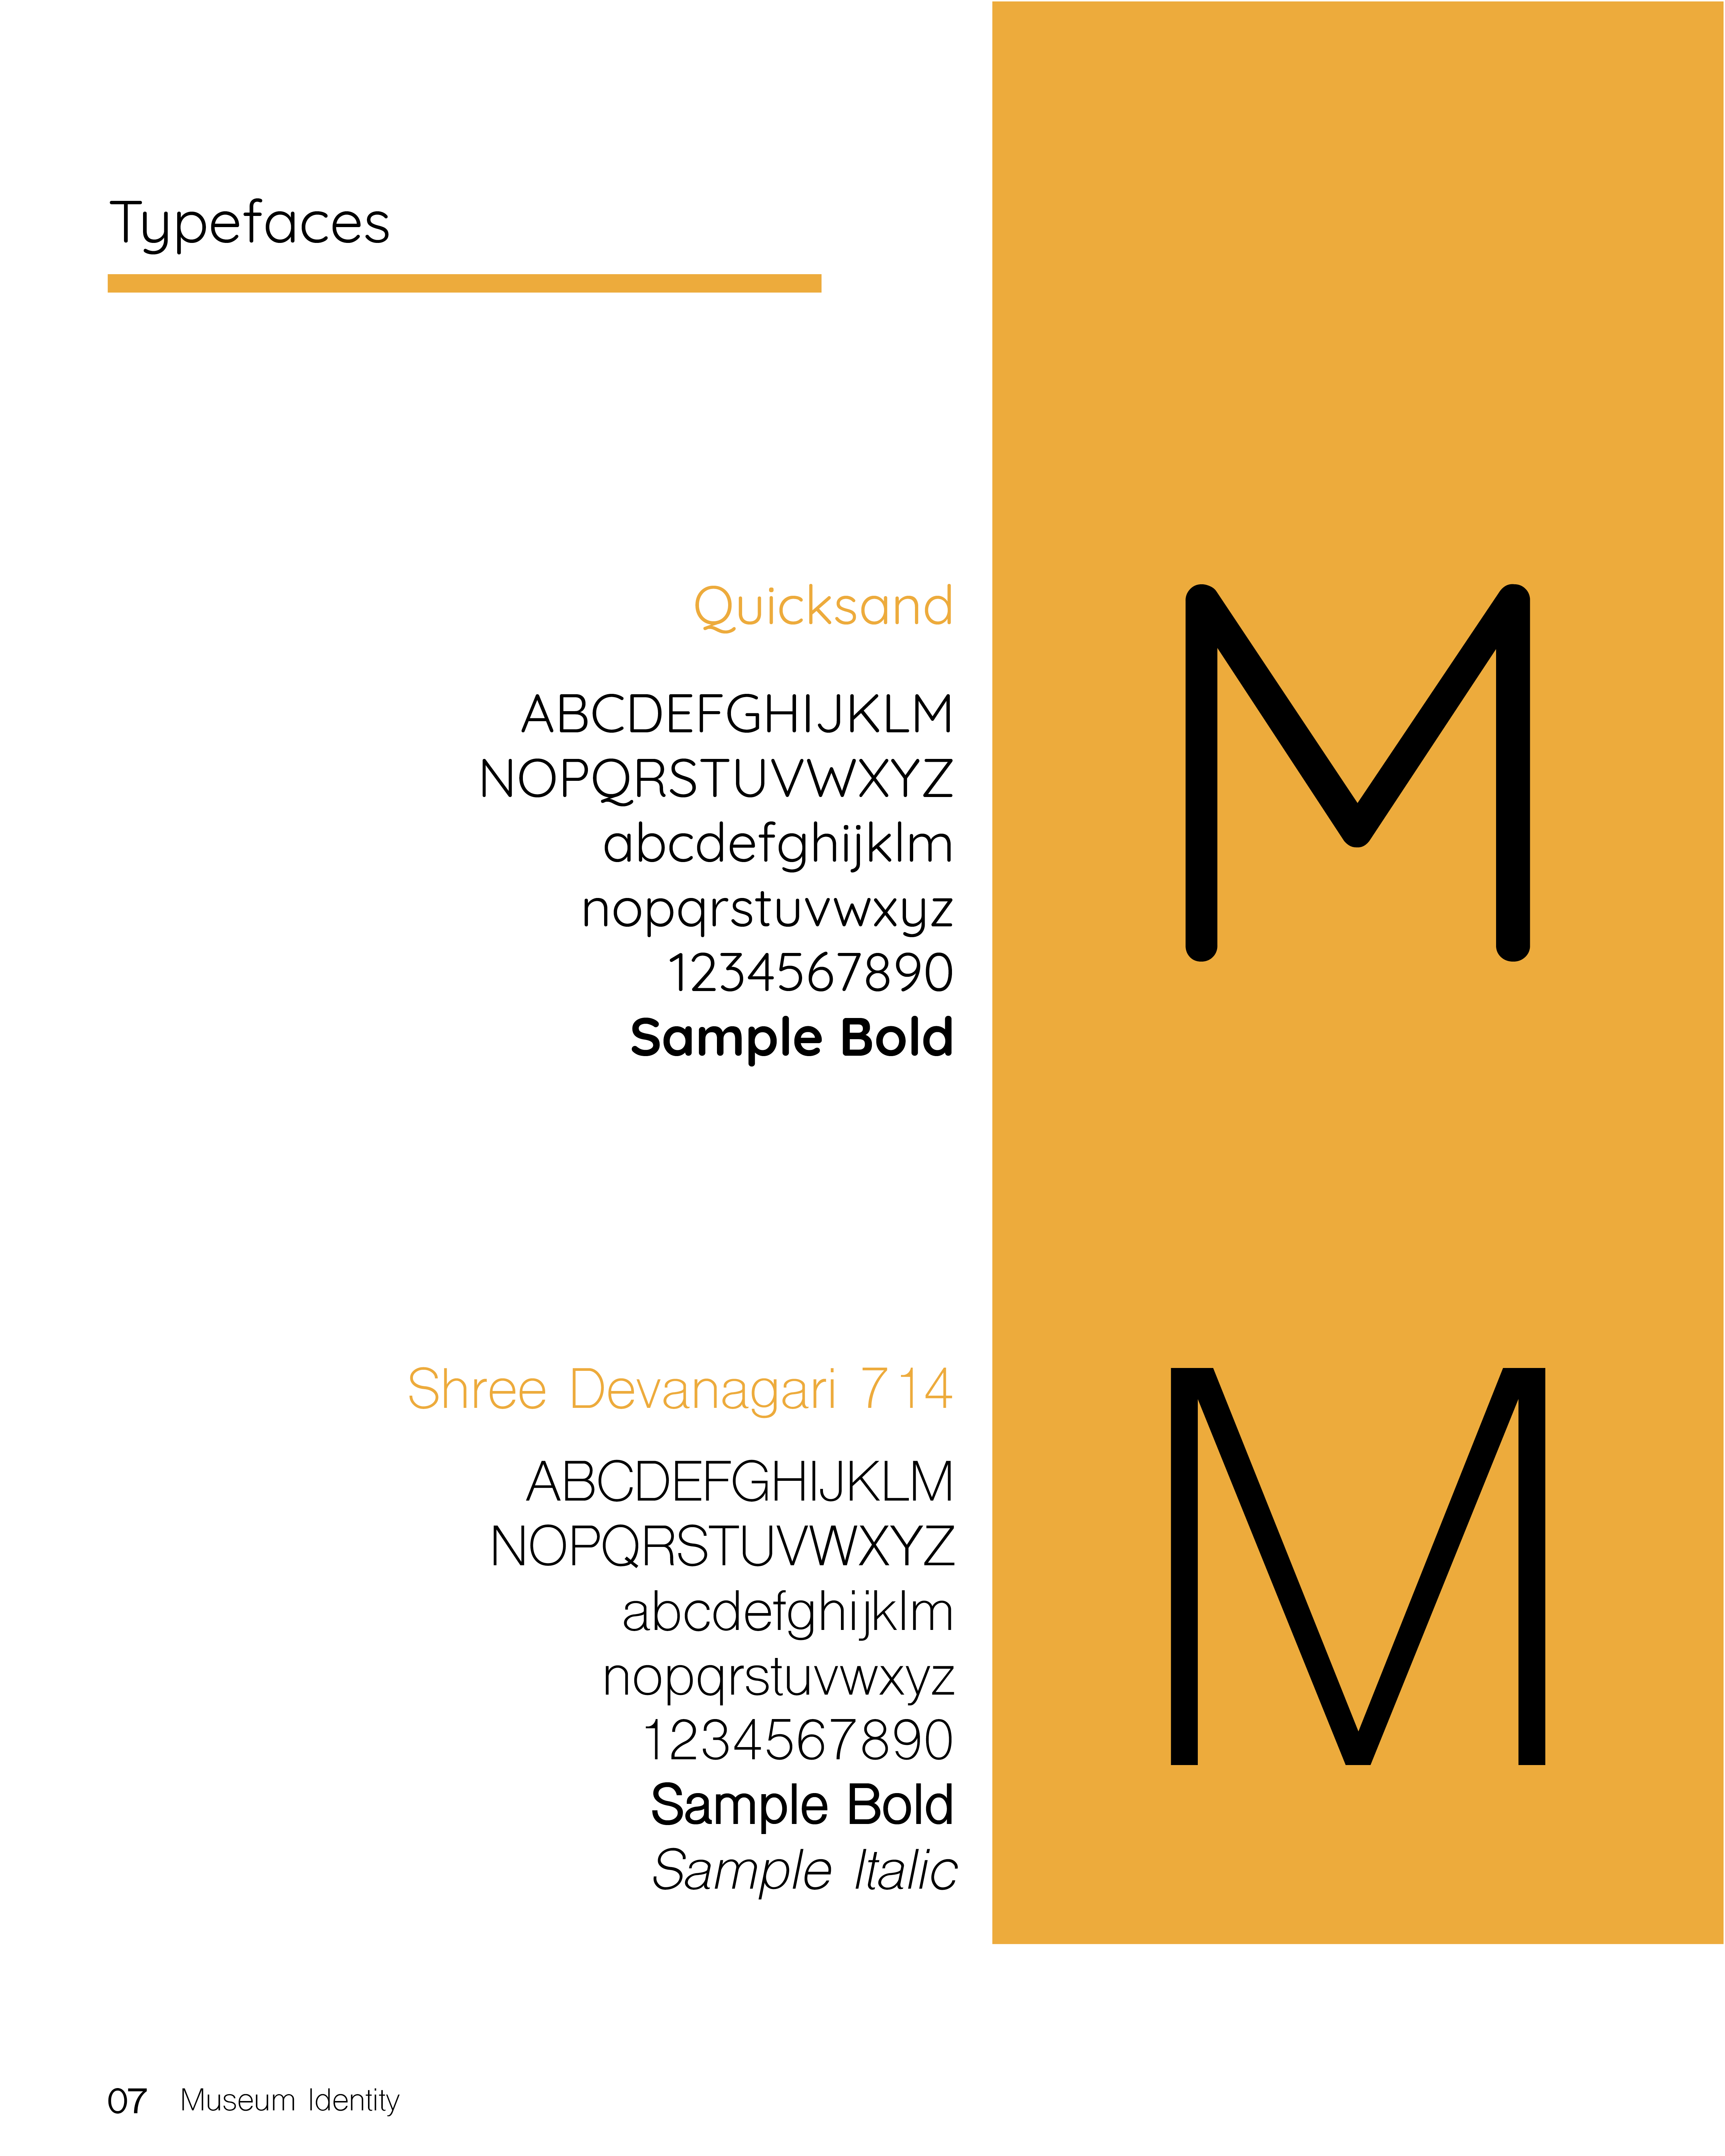 Typefaces
Quicksand
ABCDEFGHIJKLM
NOPQRSTUVWXYZ
abcdefghijklm
nopqrstuvwxyz
1234567890
Sample Bold
M
Shree Devanagari 714
ABCDEFGHIJKLM
NOPQRSTUVWXYZ
abcdefghijklm
nopqrstuvwxyz
1234567890
Sample Bold
Sample Italic
M
07 Museum Identity